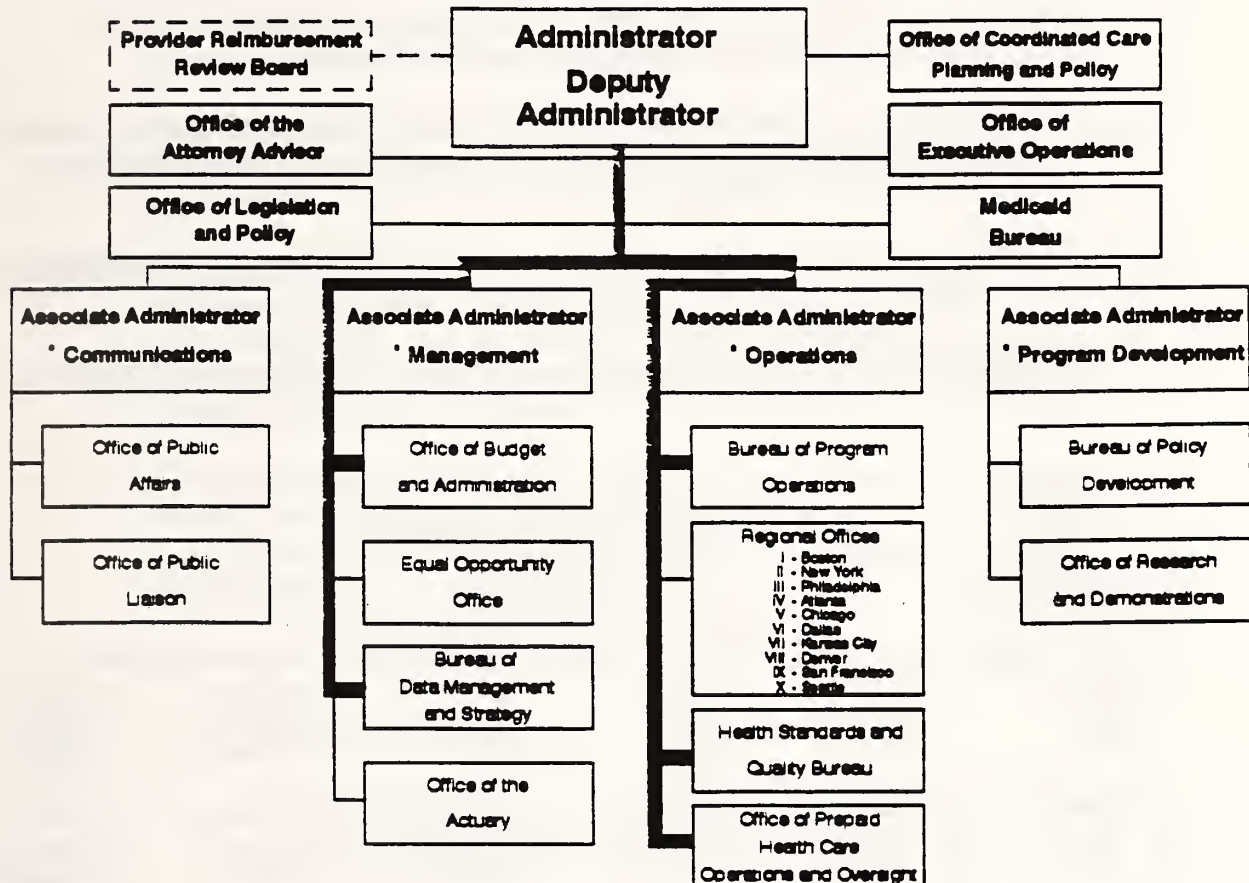 Provider Reimbursement
Review Board
Administrator
Deputy
Administrator
Office of Coordinated Care
Planning and Policy
Office of the
Attorney Advisor
Office of
Executive Operations
Office of Legislation
and Policy
Medicaid
Bureau
Associate Administrator
* Communications
Office of Public
Affairs
Office of Public
Liaison
Associate Administrator
* Management
Office of Budget
and Administration
Equal Opportunity
Office
Bureau of
Data Management
and Strategy
Office of the
Actuary
Associate Administrator
* Operations
Bureau of Program
Operations
Regional Offices
I - Boston
II - New York
III - Philadelphia
IV - Atlanta
V - Chicago
VI - Dallas
VII - Kansas City
VIII - Denver
IX - San Francisco
X - Seattle
Health Standards and
Quality Bureau
Office of Prepaid
Health Care
Operations and Oversight
Associate Administrator
* Program Development
Bureau of Policy
Development
Office of Research
and Demonstrations